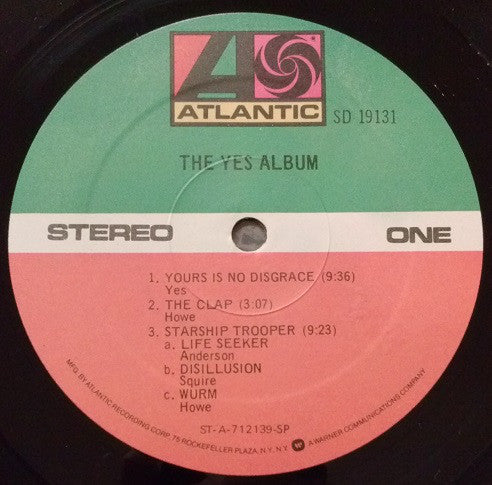 A
ATLANTIC
SD 19131
THE YES ALBUM
STEREO ONE
1. YOURS IS NO DISGRACE (9:36)
Yes
2. THE CLAP (3:07)
Howe
3. STARSHIP TROOPER (9:23)
a. LIFE SEEKER
Anderson
b. DISILLUSION
Squire
c. WURM
Howe
ST-A-712139-SP
MFG. BY ATLANTIC RECORDING CORP. 75 ROCKEFELLER PLAZA, N.Y. N.Y. A WARNER COMMUNICATIONS COMPANY